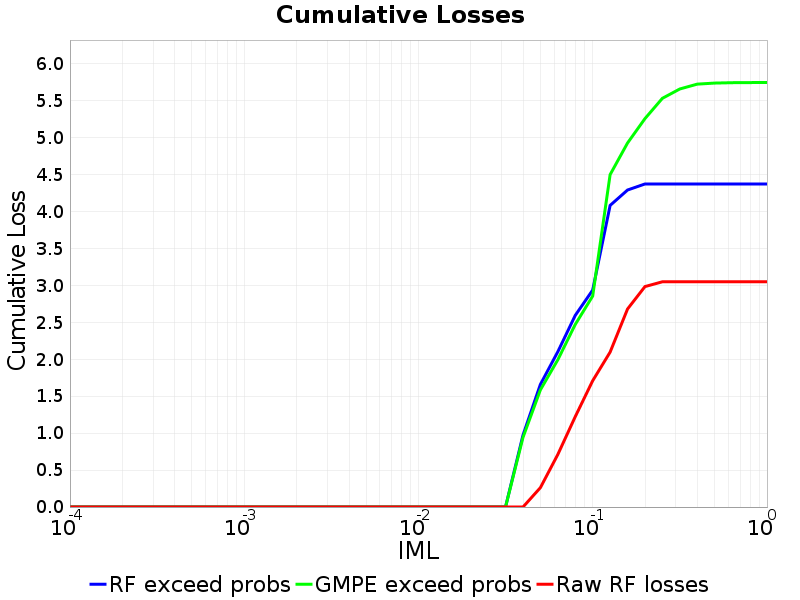 Cumulative Losses
Cumulative Loss
6.0
5.5
5.0
4.5
4.0
3.5
3.0
2.5
2.0
1.5
1.0
0.5
0.0
10^-4 10^-3 10^-2 10^-1 10^0
IML
RF exceed probs GMPE exceed probs Raw RF losses